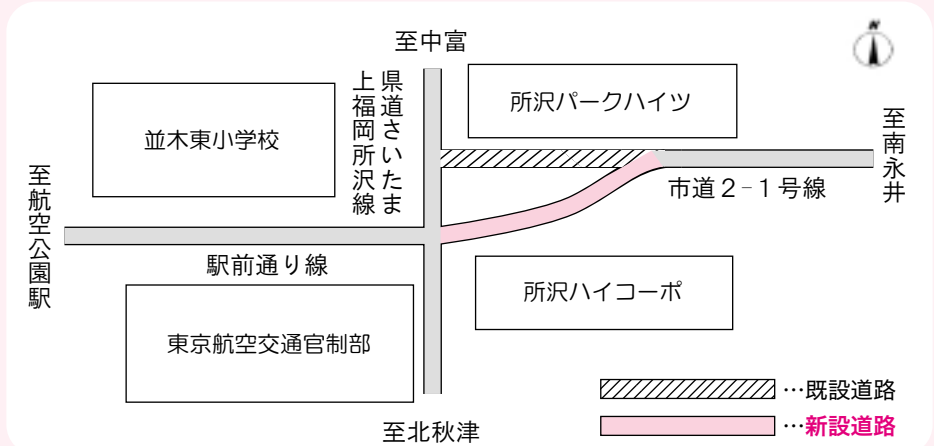 N
至中富
県道さいたま
上福岡所沢線
所沢パークハイツ
並木東小学校
至南永井
至航空公園駅
市道2-1号線
駅前通り線
所沢ハイコーポ
東京航空交通官制部
…既設道路
…新設道路
至北秋津